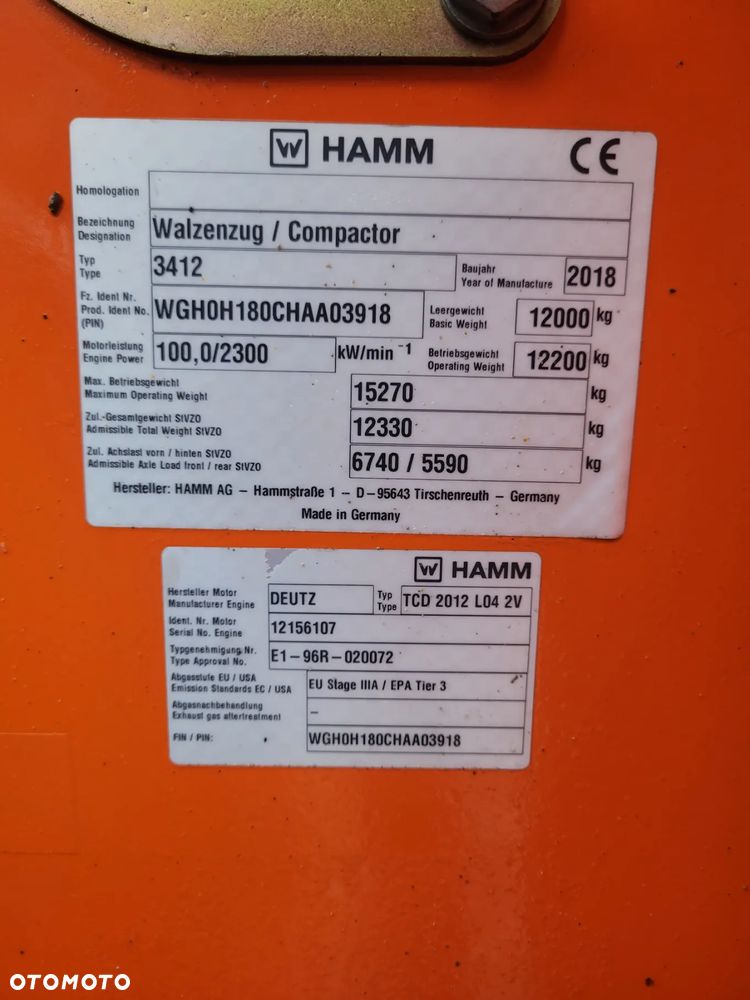 HAMM CE
Homologation
Bezeichnung
Designation
Walzenzug / Compactor
Typ
Type
3412
Baujahr
Year of Manufacture
2018
Fz. Ident Nr.
Prod. Ident No.
(PIN)
WGH0H180CHAA03918
Leergewicht
Basic Weight
12000 kg
Motorleistung
Engine Power
100,0/2300 kW/min -1
Betriebsgewicht
Operating Weight
12200 kg
Max. Betriebsgewicht
Maximum Operating Weight
15270 kg
Zul.-Gesamtgewicht StVZO
Admissible Total Weight StVZO
12330 kg
Zul. Achslast vorn / hinten StVZO
Admissible Axle Load front / rear StVZO
6740 / 5590 kg
Hersteller: HAMM AG - Hammstraße 1 - D-95643 Tirschenreuth - Germany
Made in Germany
HAMM
Hersteller Motor
Manufacturer Engine
DEUTZ
Typ
Type
TCD 2012 L04 2V
Ident. Nr. Motor
Serial No. Engine
12156107
Typgenehmigung. Nr.
Type Approval No.
E1-96R-020072
Abgasstufe EU / USA
Emission Standards EC / USA
EU Stage IIIA / EPA Tier 3
Abgasnachbehandlung
Exhaust gas aftertreatment
-
FIN / PIN:
WGH0H180CHAA03918
OTOMOTO